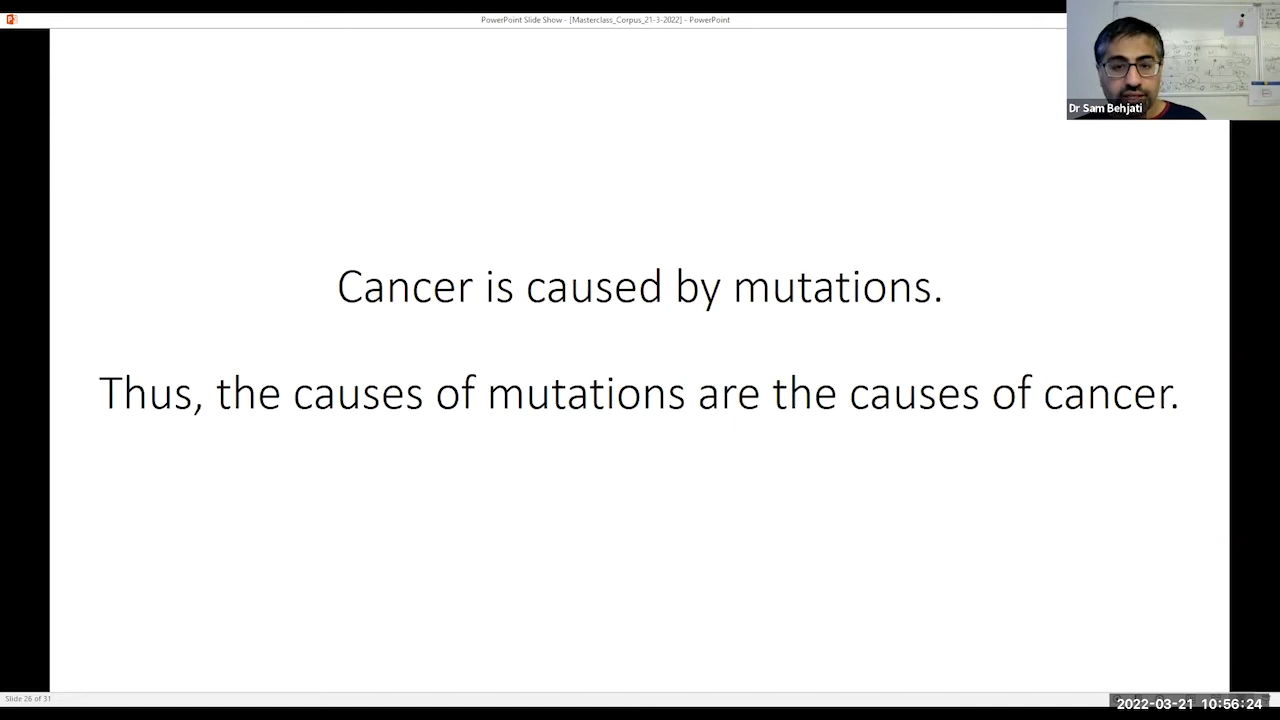 PowerPoint Slide Show - [Masterclass_Corpus_21-3-2022] - PowerPoint
Dr Sam Behjati
Cancer is caused by mutations.
Thus, the causes of mutations are the causes of cancer.
Slide 26 of 31
2022-03-21 10:56:24